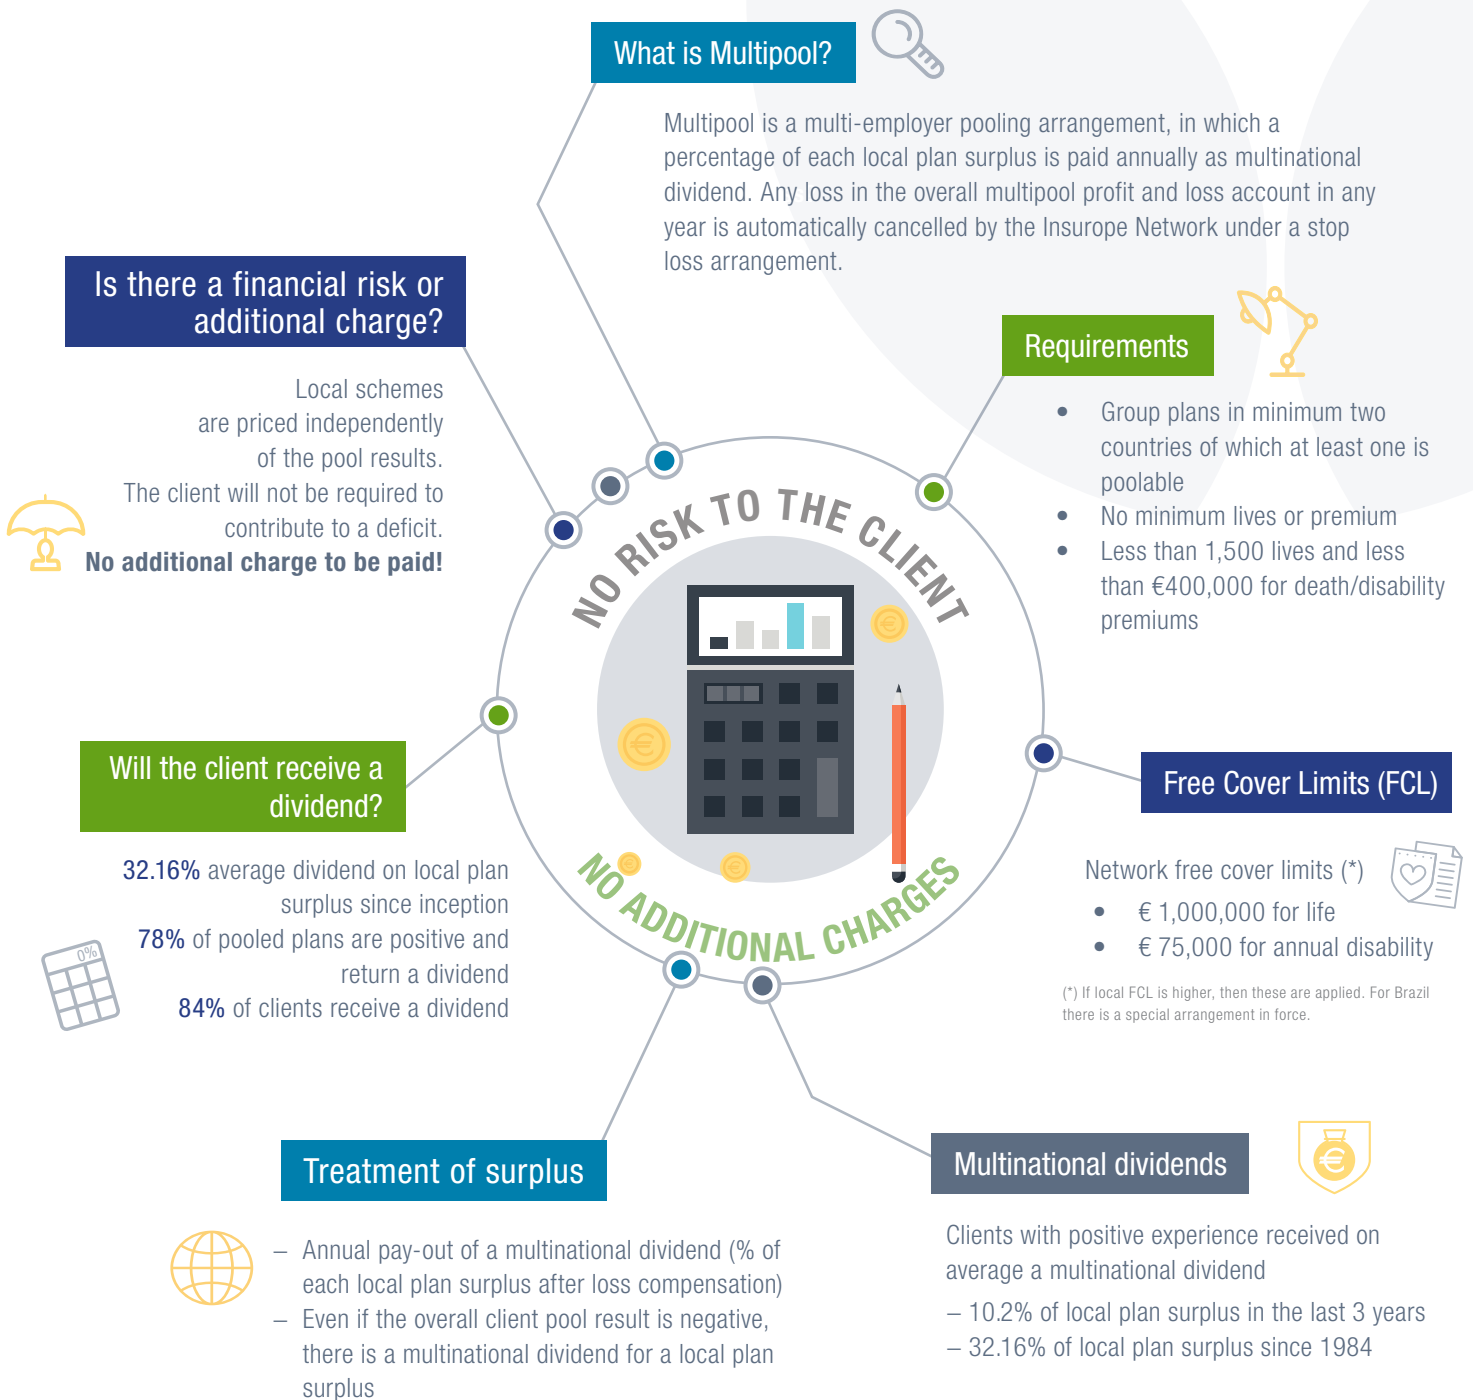 What is Multipool?
Multipool is a multi-employer pooling arrangement, in which a
percentage of each local plan surplus is paid annually as multinational
dividend. Any loss in the overall multipool profit and loss account in any
year is automatically cancelled by the Insurope Network under a stop
loss arrangement.
Is there a financial risk or
additional charge?
Local schemes
are priced independently
of the pool results.
The client will not be required to
contribute to a deficit.
No additional charge to be paid!
Requirements
• Group plans in minimum two
countries of which at least one is
poolable
• No minimum lives or premium
• Less than 1,500 lives and less
than €400,000 for death/disability
premiums
NO RISK TO THE CLIENT
€
€
€
€
NO ADDITIONAL CHARGES
Will the client receive a
dividend?
32.16% average dividend on local plan
surplus since inception
78% of pooled plans are positive and
return a dividend
84% of clients receive a dividend
0%
Free Cover Limits (FCL)
Network free cover limits (*)
• € 1,000,000 for life
• € 75,000 for annual disability
(*) If local FCL is higher, then these are applied. For Brazil
there is a special arrangement in force.
Treatment of surplus
– Annual pay-out of a multinational dividend (% of
each local plan surplus after loss compensation)
– Even if the overall client pool result is negative,
there is a multinational dividend for a local plan
surplus
Multinational dividends
€
Clients with positive experience received on
average a multinational dividend
– 10.2% of local plan surplus in the last 3 years
– 32.16% of local plan surplus since 1984